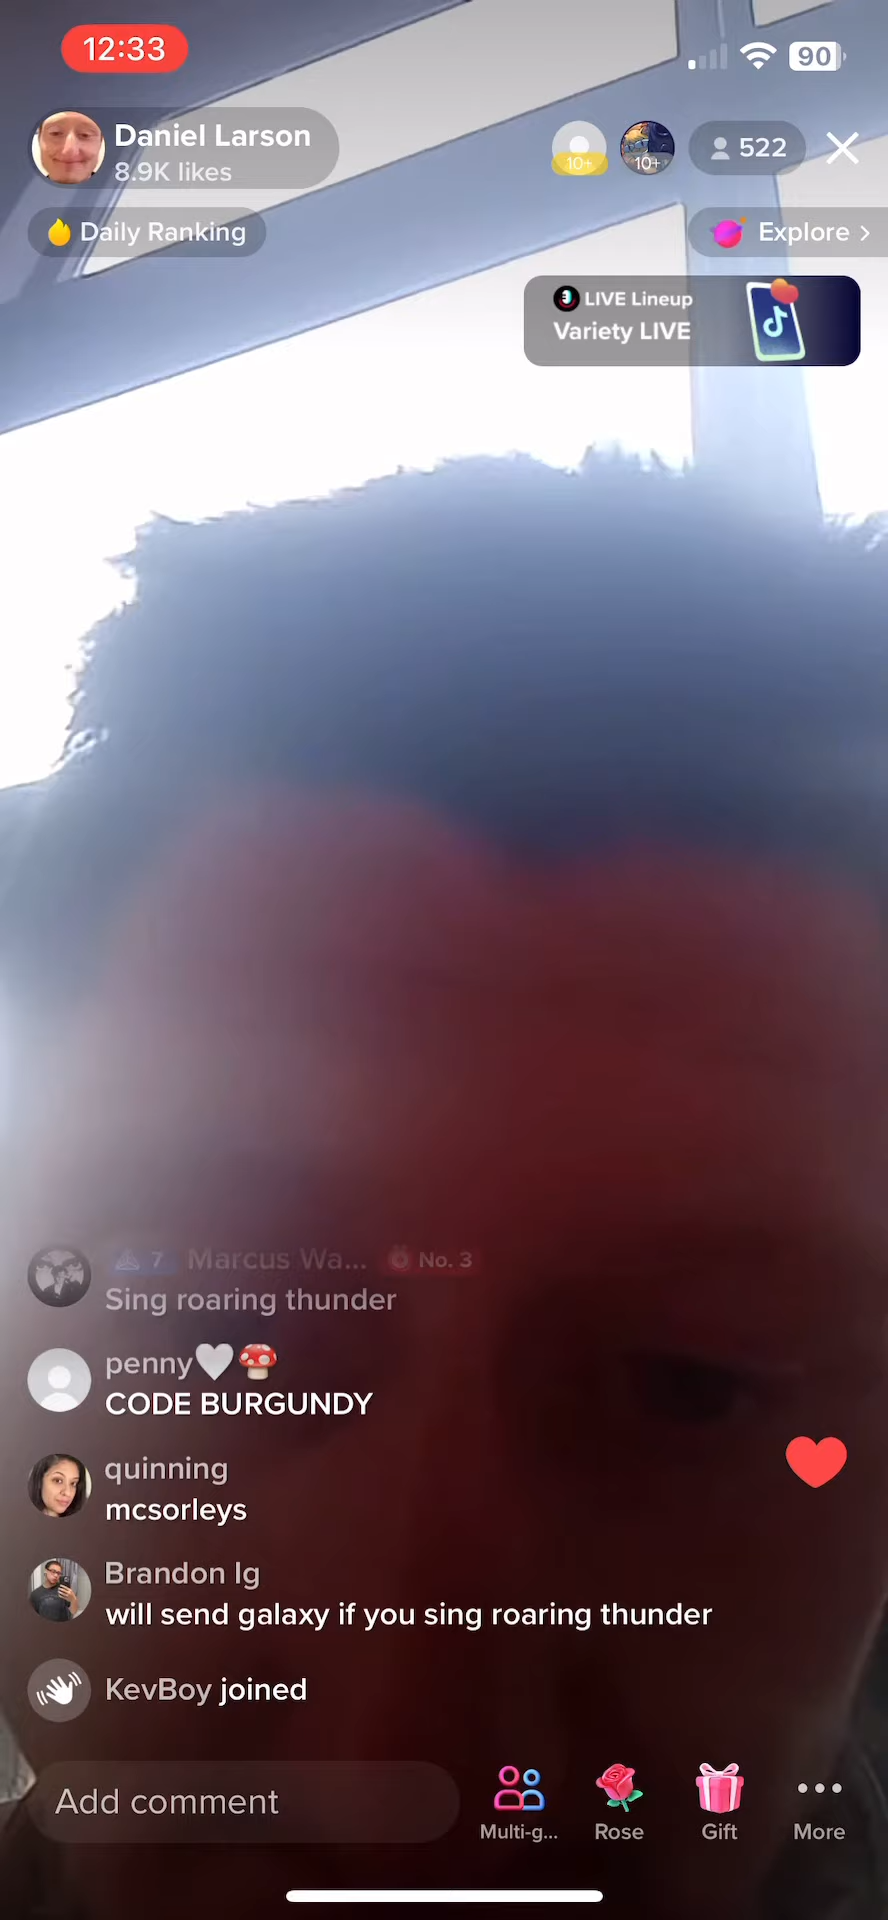 12:33
90
Daniel Larson
8.9K likes
10+
10+
522
Daily Ranking
Explore >
LIVE Lineup
Variety LIVE
7 Marcus Wa... No. 3
Sing roaring thunder
penny🤍🍄
CODE BURGUNDY
quinning
mcsorleys
Brandon Ig
will send galaxy if you sing roaring thunder
KevBoy joined
Add comment
Multi-g...
Rose
Gift
More